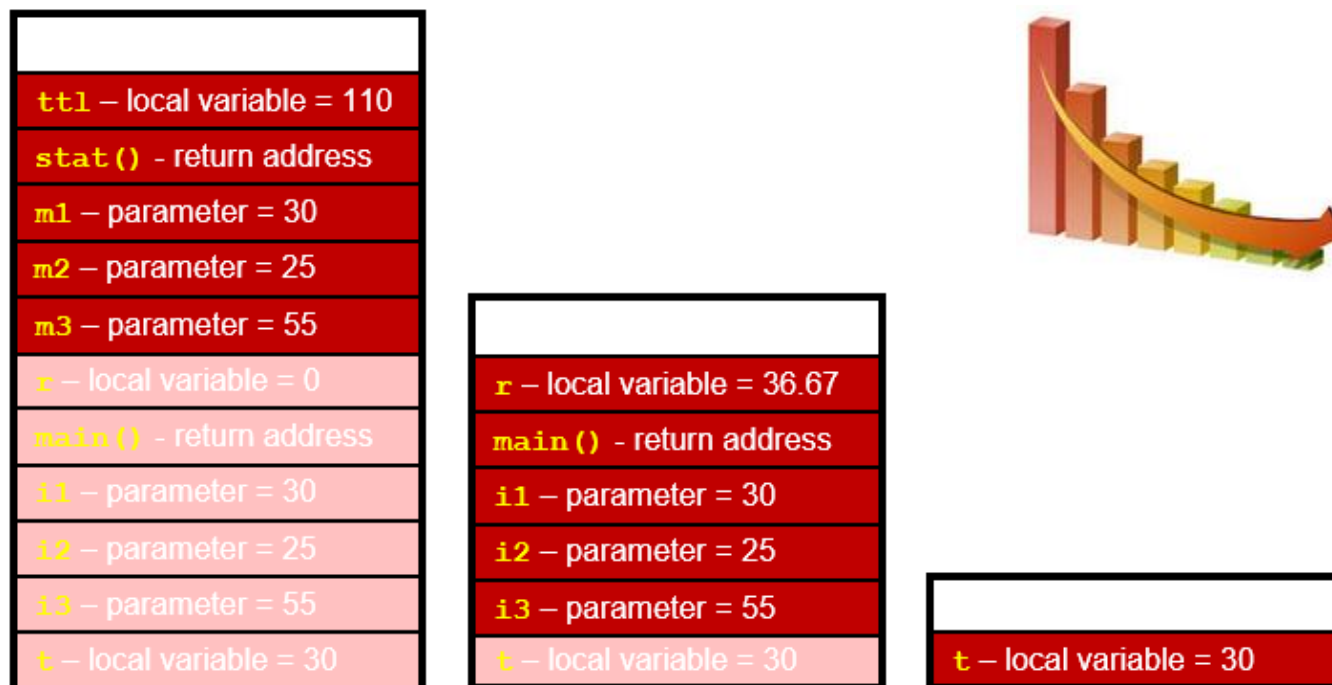 ttl – local variable = 110
stat() - return address
m1 – parameter = 30
m2 – parameter = 25
m3 – parameter = 55
r – local variable = 0
main() - return address
i1 – parameter = 30
i2 – parameter = 25
i3 – parameter = 55
t – local variable = 30
r – local variable = 36.67
main() - return address
i1 – parameter = 30
i2 – parameter = 25
i3 – parameter = 55
t – local variable = 30
t – local variable = 30